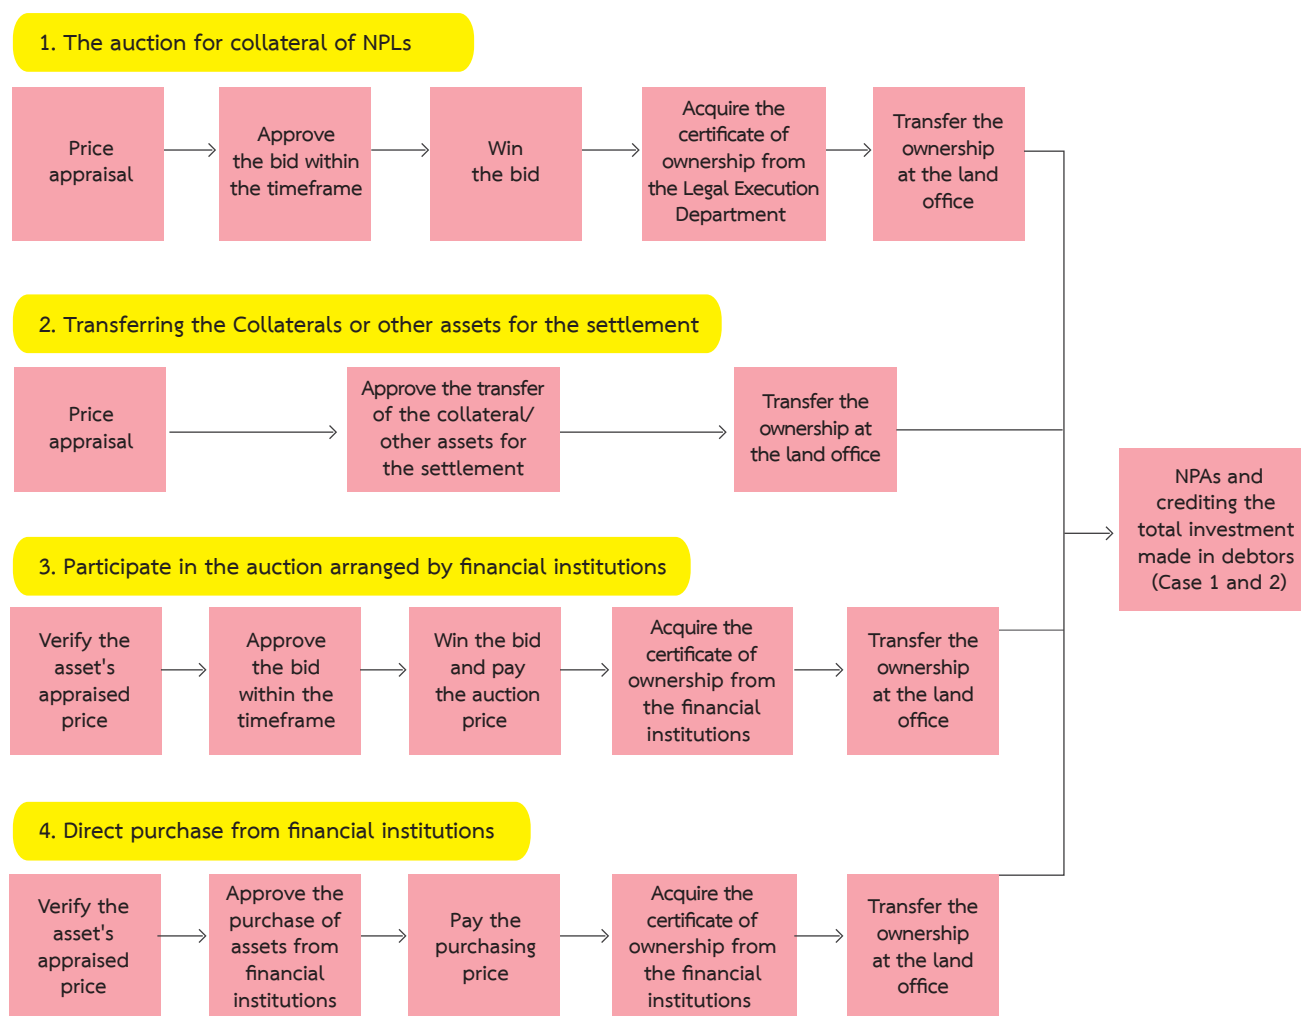 1. The auction for collateral of NPLs
Price
appraisal
Approve
the bid within
the timeframe
Win
the bid
Acquire the
certificate of
ownership from
the Legal Execution
Department
Transfer the
ownership
at the land
office
2. Transferring the Collaterals or other assets for the settlement
Price
appraisal
Approve the transfer
of the collateral/
other assets for
the settlement
Transfer the
ownership at
the land office
NPAs and
crediting the
total investment
made in debtors
(Case 1 and 2)
3. Participate in the auction arranged by financial institutions
Verify the
asset's
appraised
price
Approve
the bid
within the
timeframe
Win the bid
and pay
the auction
price
Acquire the
certificate of
ownership from
the financial
institutions
Transfer the
ownership
at the land
office
4. Direct purchase from financial institutions
Verify the
asset's
appraised
price
Approve the
purchase of
assets from
financial
institutions
Pay the
purchasing
price
Acquire the
certificate of
ownership from
the financial
institutions
Transfer the
ownership
at the land
office